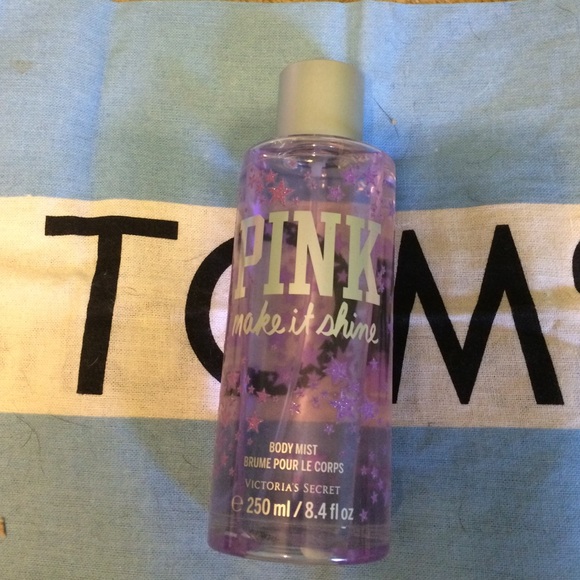 TOMS
PINK
make it shine
BODY MIST
BRUME POUR LE CORPS
VICTORIA'S SECRET
℮ 250 ml / 8.4 fl oz